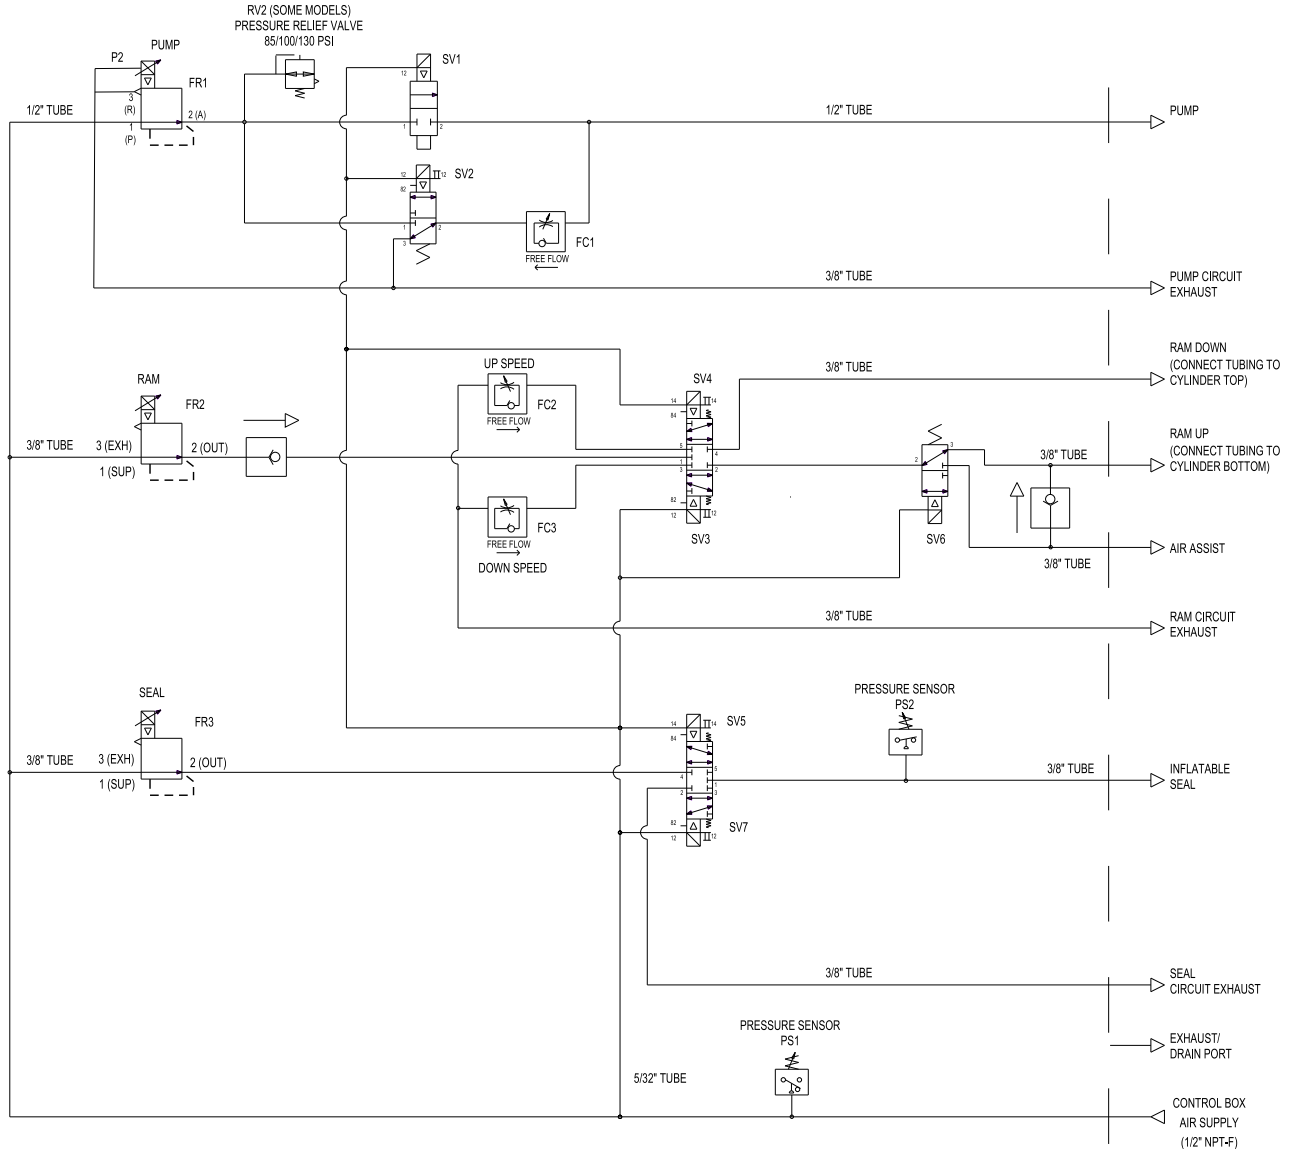 RV2 (SOME MODELS)
PRESSURE RELIEF VALVE
85/100/130 PSI
PUMP
P2
FR1
SV1
12
3
(R)
1/2" TUBE
2 (A)
1
(P)
1
2
1/2" TUBE
PUMP
12
12
SV2
82
1
2
3
FC1
FREE FLOW
3/8" TUBE
PUMP CIRCUIT
EXHAUST
RAM DOWN
(CONNECT TUBING TO
CYLINDER TOP)
UP SPEED
3/8" TUBE
RAM
SV4
FR2
FC2
14
14
84
FREE FLOW
RAM UP
(CONNECT TUBING TO
CYLINDER BOTTOM)
3/8" TUBE
3 (EXH)
2 (OUT)
1 (SUP)
5
4
1
3
2
3
2
3/8" TUBE
82
12
12
FC3
FREE FLOW
DOWN SPEED
SV3
SV6
AIR ASSIST
3/8" TUBE
3/8" TUBE
RAM CIRCUIT
EXHAUST
SEAL
FR3
PRESSURE SENSOR
PS2
14
14
SV5
84
3/8" TUBE
3 (EXH)
2 (OUT)
1 (SUP)
4
5
2
1
3
3/8" TUBE
INFLATABLE
SEAL
82
12
12
SV7
3/8" TUBE
SEAL
CIRCUIT EXHAUST
PRESSURE SENSOR
PS1
EXHAUST/
DRAIN PORT
5/32" TUBE
CONTROL BOX
AIR SUPPLY
(1/2" NPT-F)